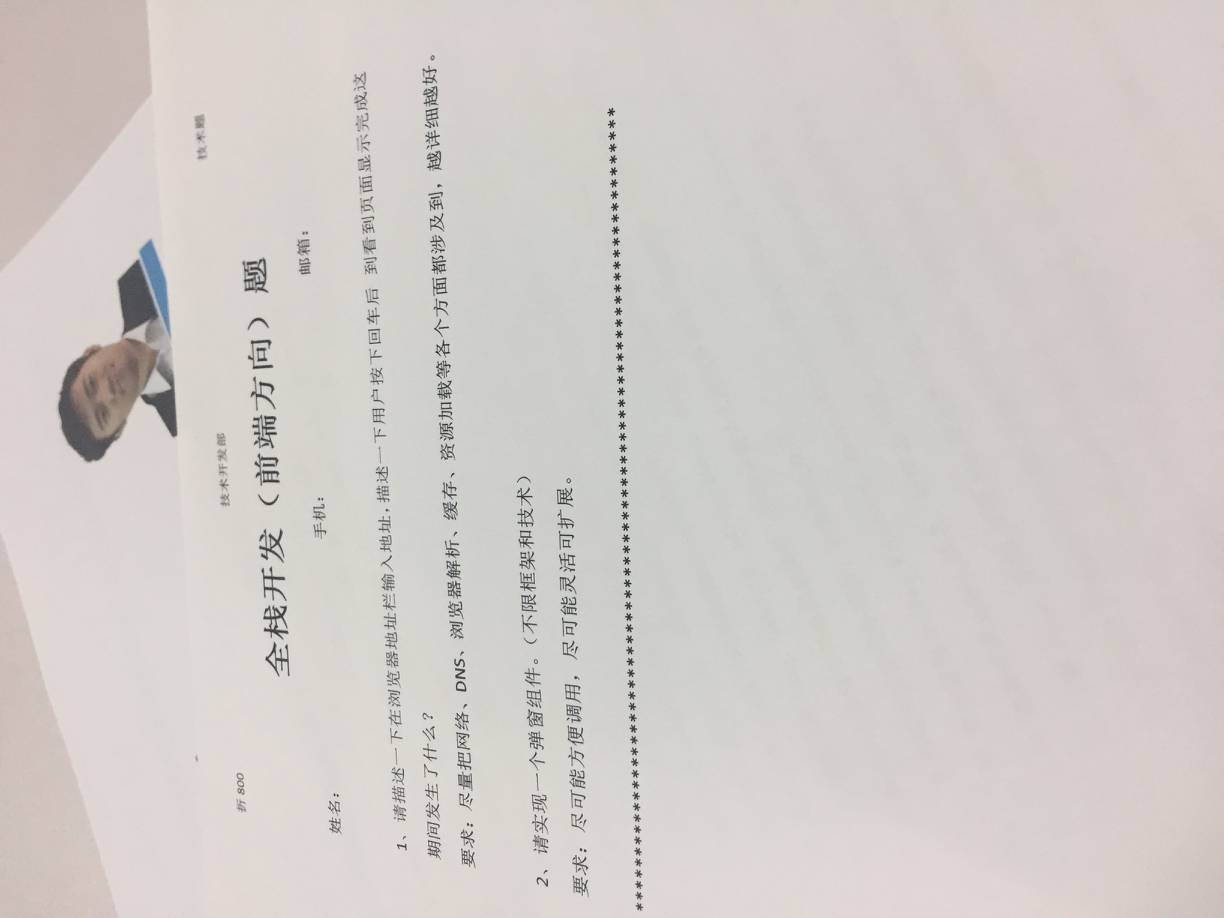 折 800
技术开发部
技术题
全栈开发（前端方向）题
姓名：
手机：
邮箱：
1、请描述一下在浏览器地址栏输入地址，描述一下用户按下回车后 到看到页面显示完成这
期间发生了什么？
要求：尽量把网络、DNS、浏览器解析、缓存、资源加载等各个方面都涉及到，越详细越好。
2、请实现一个弹窗组件。（不限框架和技术）
要求：尽可能方便调用，尽可能灵活可扩展。
************************************************************************